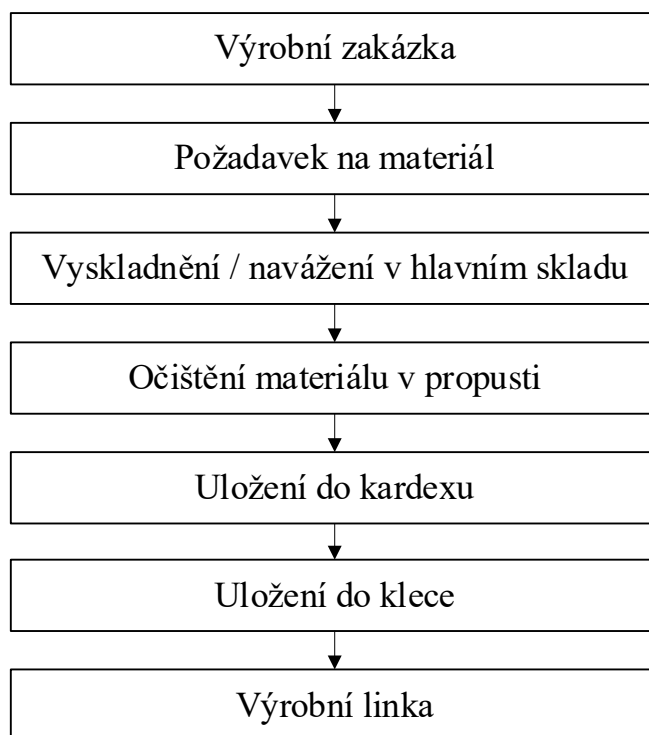 Výrobní zakázka
Požadavek na materiál
Vyskladnění / navážení v hlavním skladu
Očištění materiálu v propusti
Uložení do kardexu
Uložení do klece
Výrobní linka